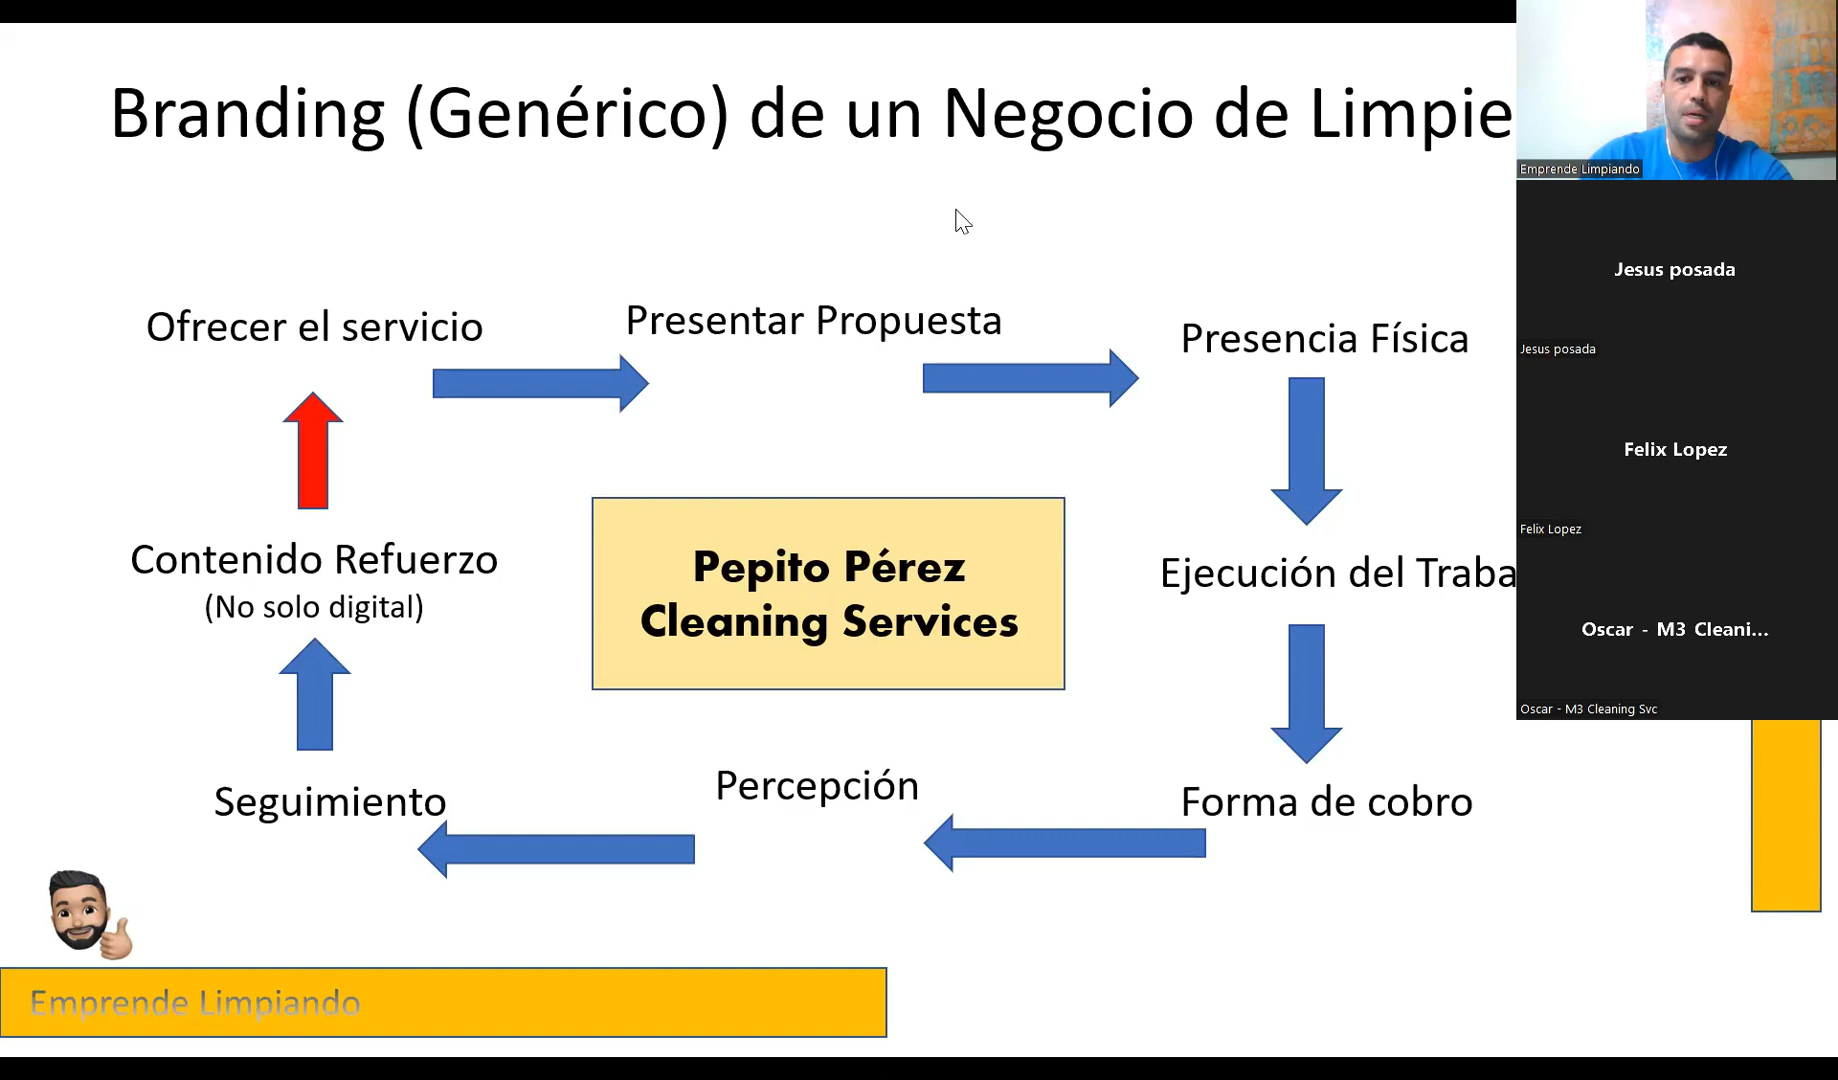 Branding (Genérico) de un Negocio de Limpie
Emprende Limpiando
Ofrecer el servicio
Presentar Propuesta
Presencia Física
Jesus posada
Jesus posada
Felix Lopez
Felix Lopez
Contenido Refuerzo
(No solo digital)
Pepito Pérez
Cleaning Services
Ejecución del Traba
Oscar - M3 Cleani...
Oscar - M3 Cleaning Svc
Seguimiento
Percepción
Forma de cobro
Emprende Limpiando